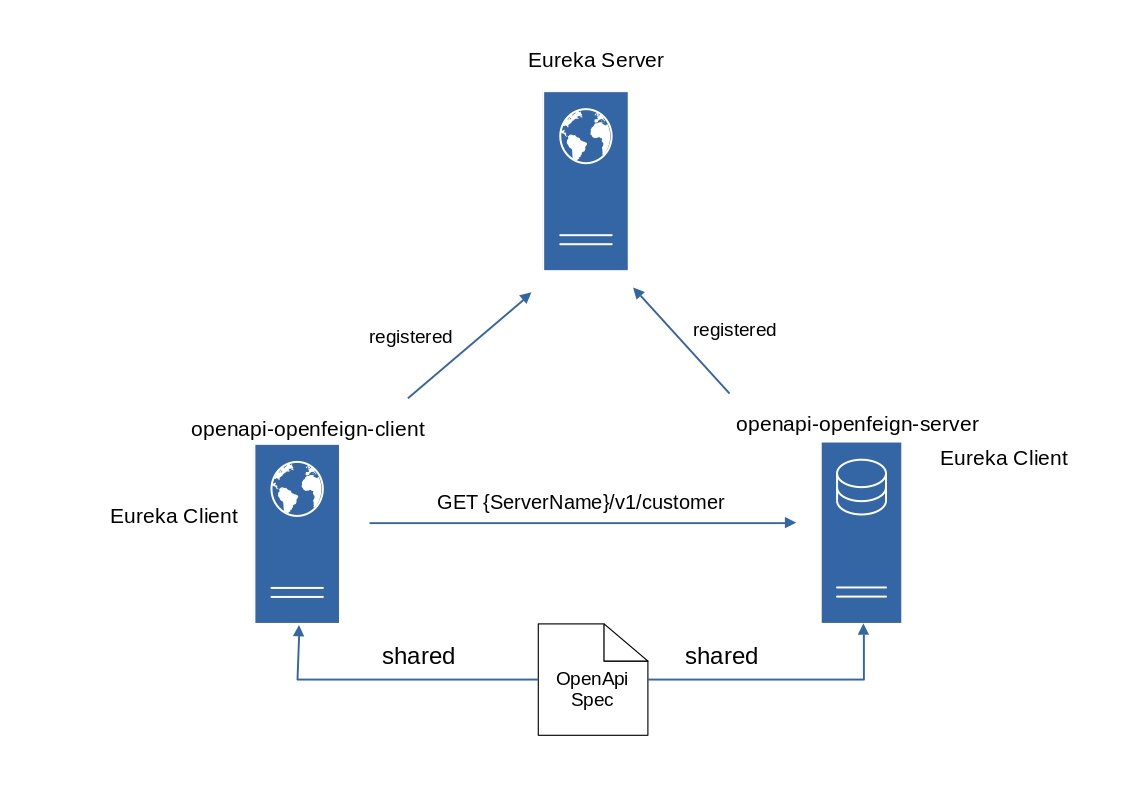 Eureka Server
registered
registered
openapi-openfeign-client
openapi-openfeign-server
Eureka Client
GET {ServerName}/v1/customer
Eureka Client
shared
shared
OpenApi
Spec